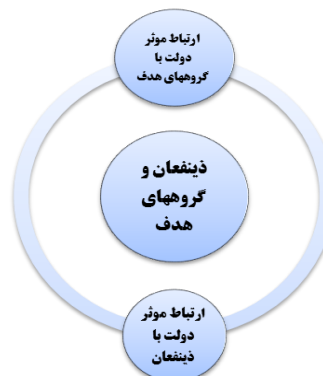 ارتباط موثر
دولت با
گروههای هدف
ذینفعان و
گروههای
هدف
ارتباط موثر
دولت با
ذینفعان